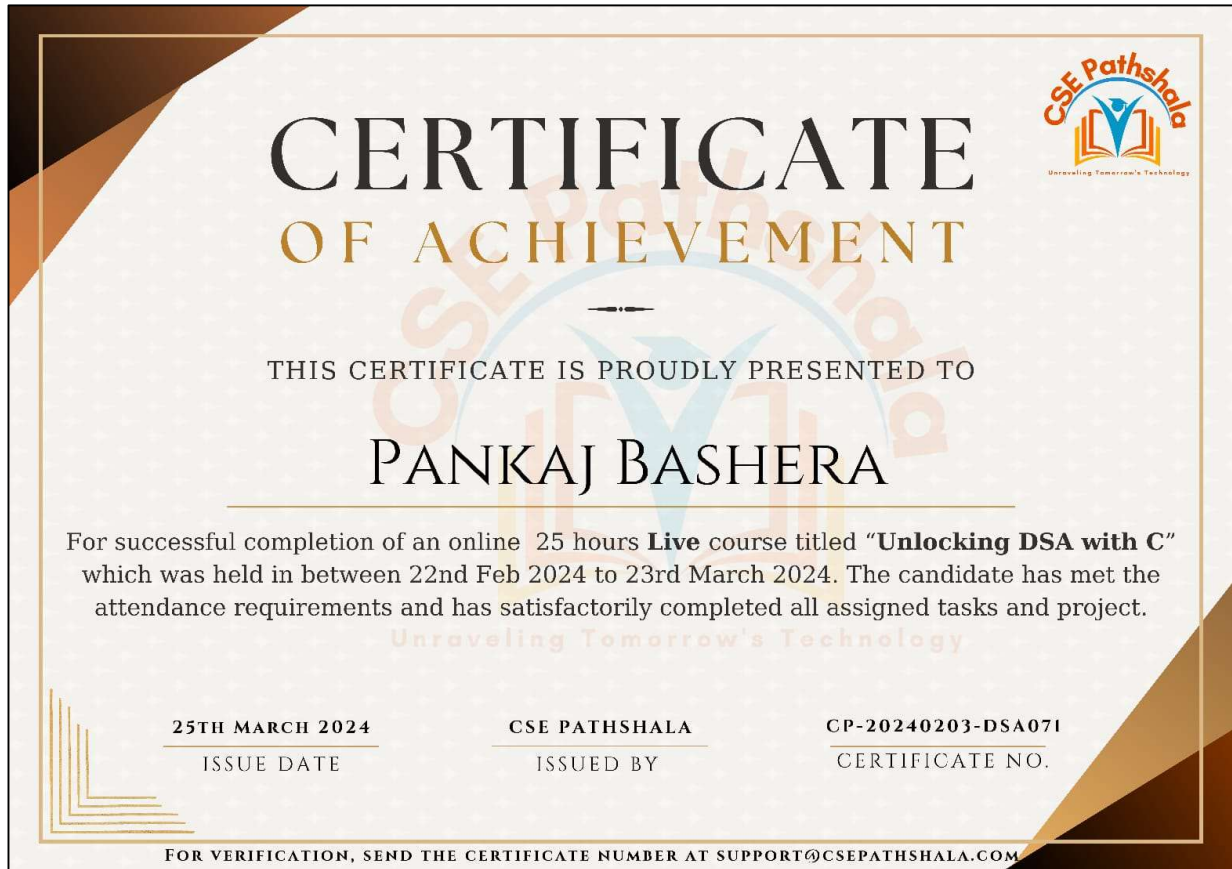 CSE Pathshala
Unraveling Tomorrow's Technology
CERTIFICATE
OF ACHIEVEMENT
CSE Pathshala
THIS CERTIFICATE IS PROUDLY PRESENTED TO
PANKAJ BASHERA
For successful completion of an online 25 hours Live course titled “Unlocking DSA with C”
which was held in between 22nd Feb 2024 to 23rd March 2024. The candidate has met the
attendance requirements and has satisfactorily completed all assigned tasks and project.
Unraveling Tomorrow's Technology
25TH MARCH 2024
ISSUE DATE
CSE PATHSHALA
ISSUED BY
CP-20240203-DSA071
CERTIFICATE NO.
FOR VERIFICATION, SEND THE CERTIFICATE NUMBER AT SUPPORT@CSEPATHSHALA.COM